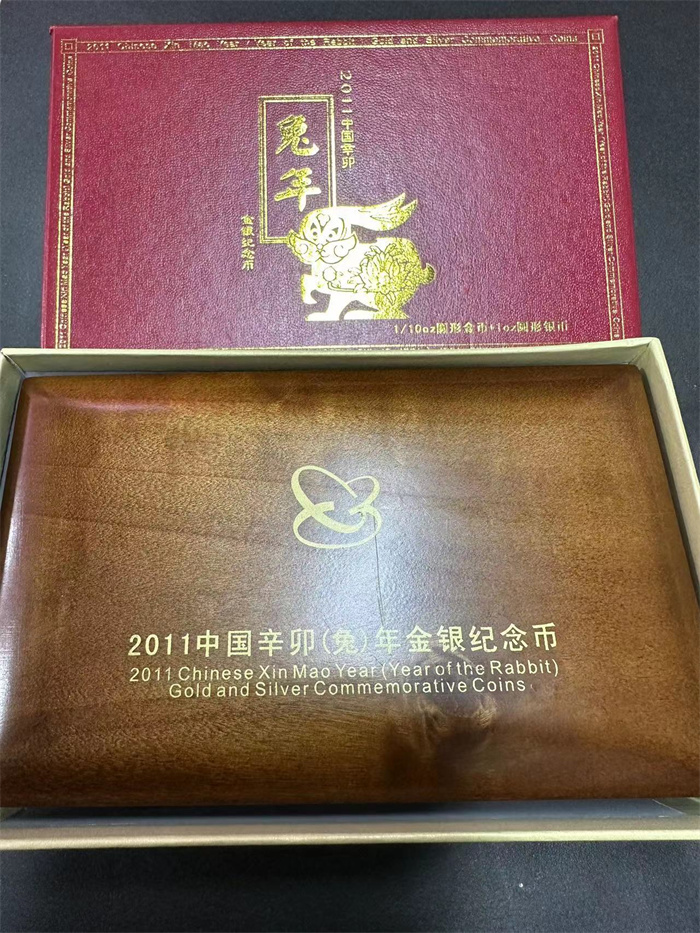 2011 Chinese Xin Mao Year / Year of the Rabbit / Gold and Silver Commemorative Coins
2011中国辛卯
兔年
金银纪念币
1/10oz圆形金币+1oz圆形银币
2011中国辛卯(兔)年金银纪念币
2011 Chinese Xin Mao Year (Year of the Rabbit)
Gold and Silver Commemorative Coins